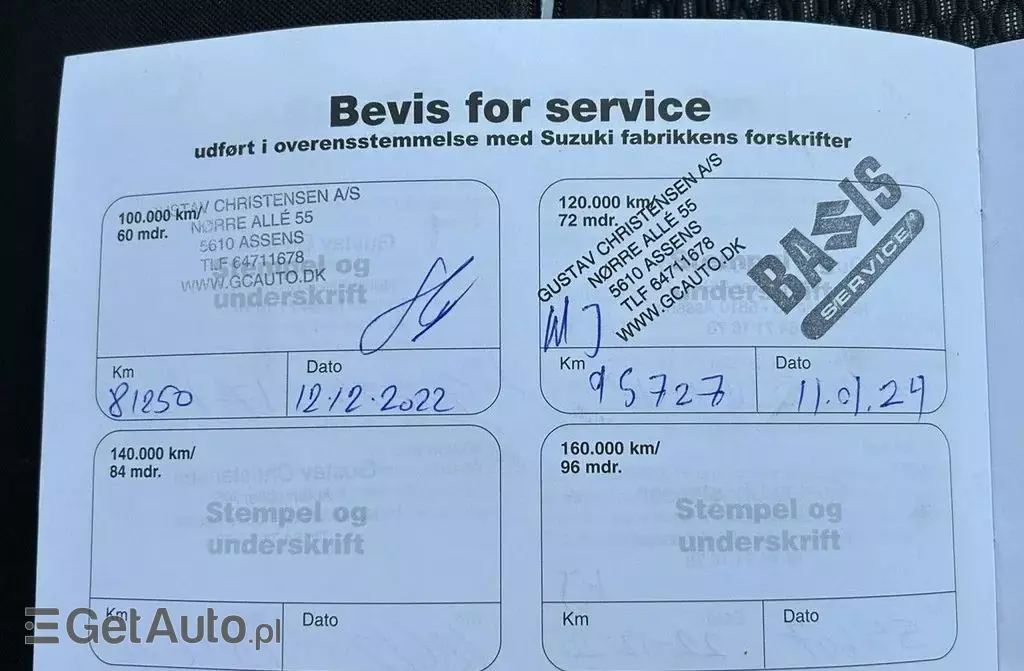 Bevis for service
udført i overensstemmelse med Suzuki fabrikkens forskrifter
100.000 km/
60 mdr.
GUSTAV CHRISTENSEN A/S
NØRRE ALLÉ 55
5610 ASSENS
TLF 64711678
WWW.GCAUTO.DK
Stempel og
underskrift
Km
81250
Dato
12.12.2022
120.000 km/
72 mdr.
GUSTAV CHRISTENSEN A/S
NØRRE ALLÉ 55
5610 ASSENS
TLF 64711678
WWW.GCAUTO.DK
BASIS
SERVICE
underskrift
Km
95727
Dato
11.01.24
140.000 km/
84 mdr.
Stempel og
underskrift
Km
Dato
160.000 km/
96 mdr.
Stempel og
underskrift
Km
Dato
GetAuto.pl